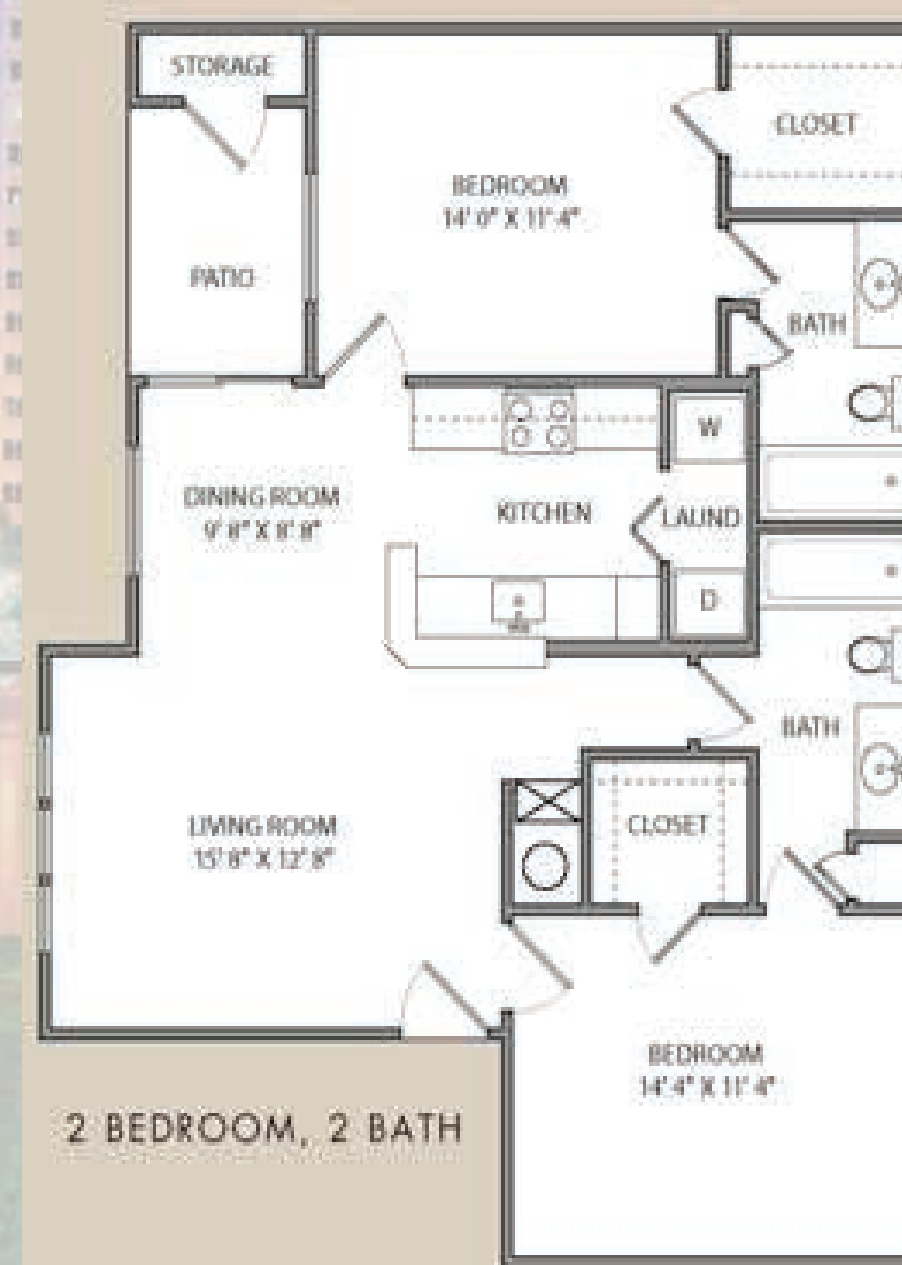 STORAGE
CLOSET
BEDROOM
14' 0" X 11' 4"
PATIO
BATH
W
DINING ROOM
9' 8" X 8' 8"
KITCHEN
LAUND
D
BATH
LIVING ROOM
15' 8" X 12' 8"
CLOSET
BEDROOM
14' 4" X 11' 4"
2 BEDROOM, 2 BATH